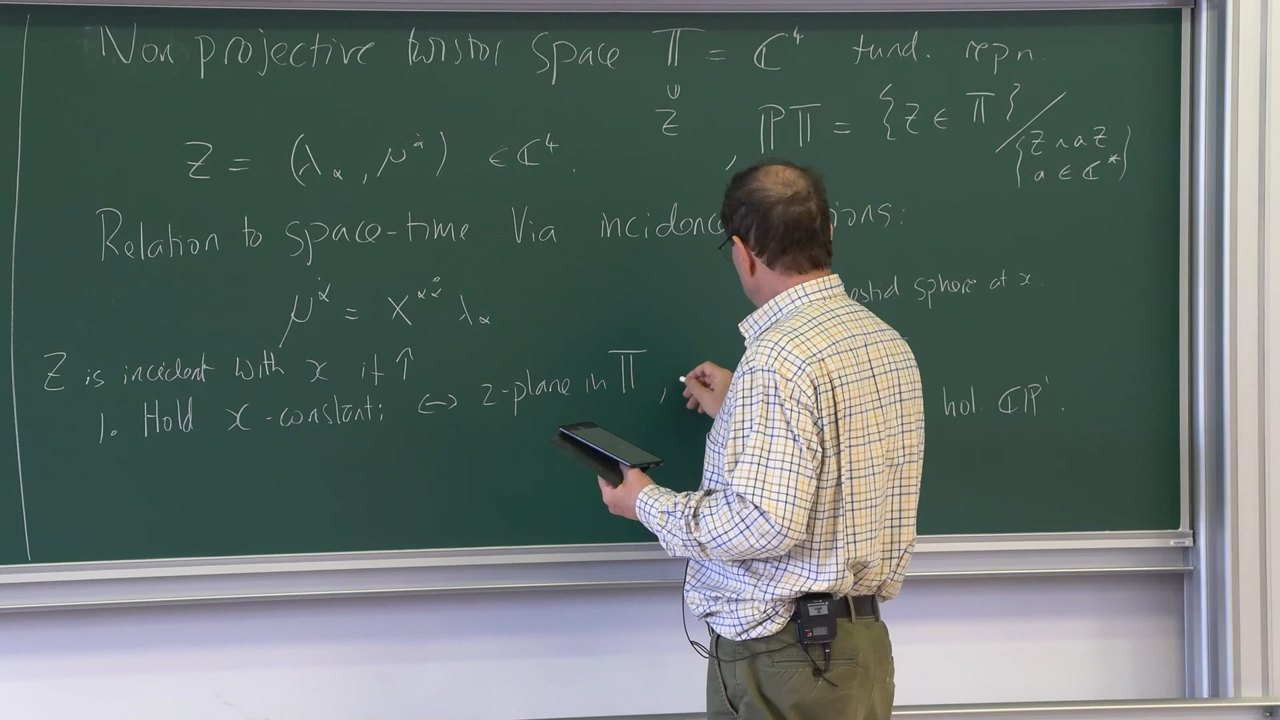 Non projective twistor space 𝕋 = ℂ⁴ fund. repn.
∪
Z
, ℙ𝕋 = {Z ∈ 𝕋} / {Z ~ aZ
a ∈ ℂ*}
Z = (λ_α, μ^α̇) ∈ ℂ⁴.
Relation to space-time Via incidence
μ^α̇ = X^αα̇ λ_α
sphere at x.
Z is incident with x if ↑
1. Hold x-constant; ↔ 2-plane in 𝕋,
hol. ℂℙ¹.